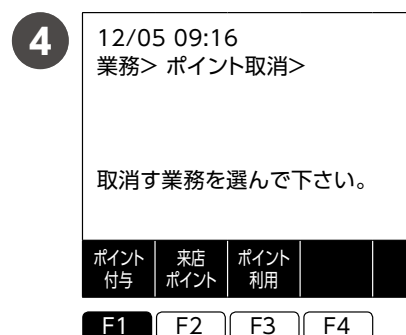 4
12/05 09:16
業務> ポイント取消>
取消す業務を選んで下さい。
ポイント
付与
来店
ポイント
ポイント
利用
F1 F2 F3 F4